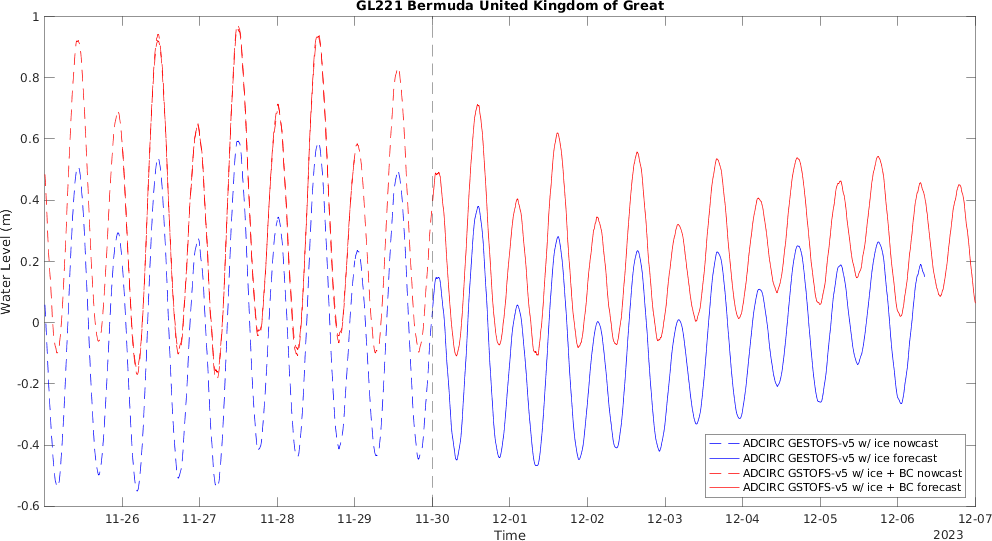 GL221 Bermuda United Kingdom of Great
1
0.8
0.6
0.4
0.2
0
-0.2
-0.4
-0.6
Water Level (m)
ADCIRC GESTOFS-v5 w/ ice nowcast
ADCIRC GESTOFS-v5 w/ ice forecast
ADCIRC GSTOFS-v5 w/ ice + BC nowcast
ADCIRC GSTOFS-v5 w/ ice + BC forecast
11-26 11-27 11-28 11-29 11-30 12-01 12-02 12-03 12-04 12-05 12-06 12-07
Time
2023